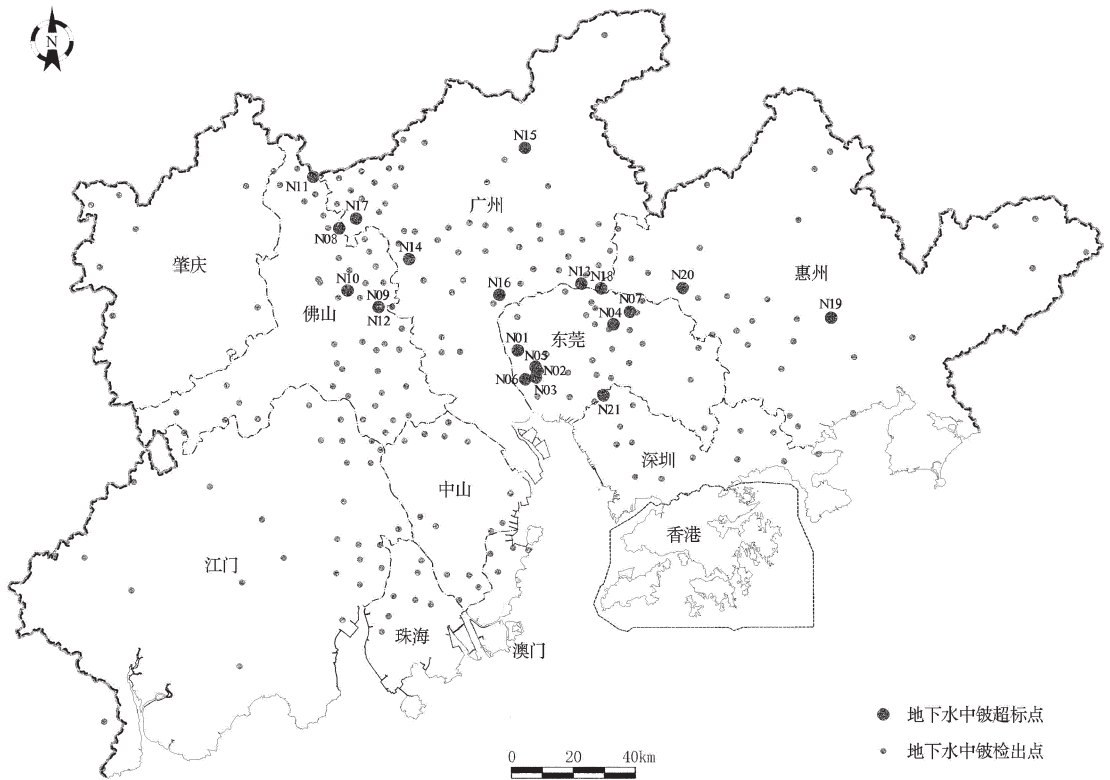 N
N15
N11
广州
N17
N08
N14
肇庆
N13
N18
N20
惠州
N10
N16
N09
N07
N19
佛山
N12
N04
东莞
N01
N05
N02
N06
N03
N21
深圳
中山
香港
江门
珠海
澳门
地下水中铍超标点
地下水中铍检出点
0 20 40km